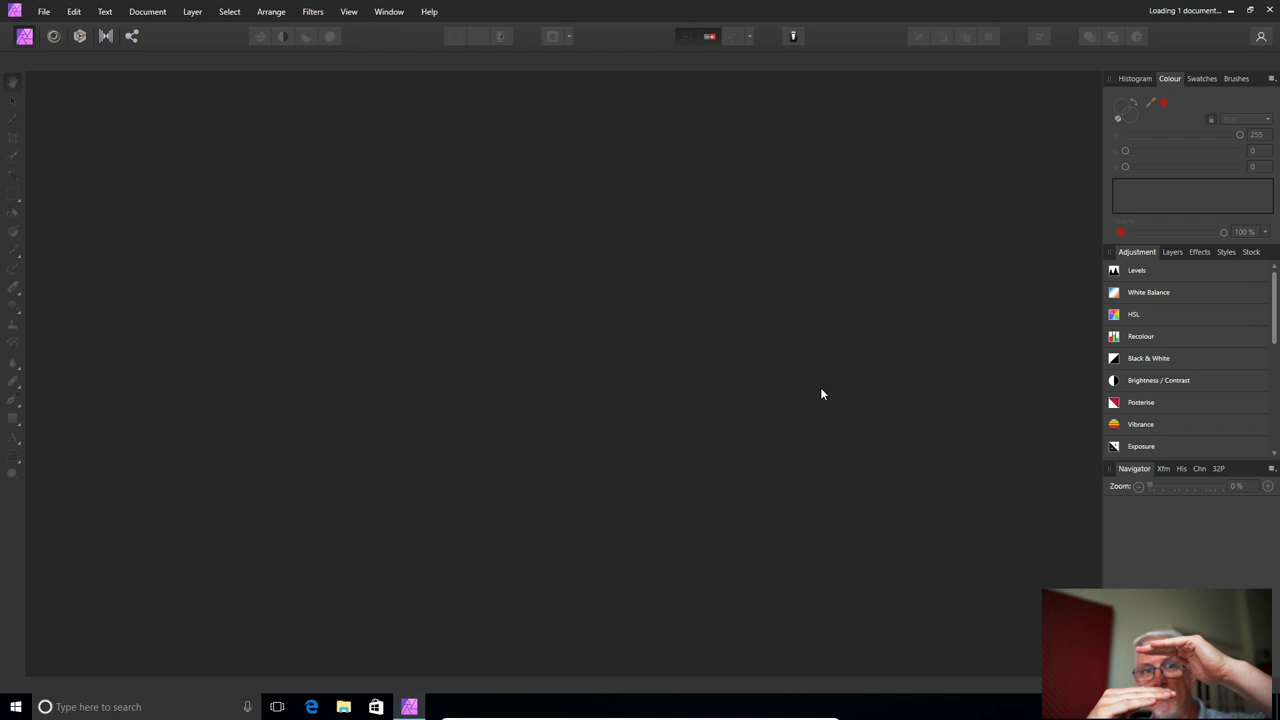 File Edit Text Document Layer Select Arrange Filters View Window Help
Loading 1 document...
Histogram Colour Swatches Brushes
255
0
0
Opacity
100 %
Adjustment Layers Effects Styles Stock
Levels
White Balance
HSL
Recolour
Black & White
Brightness / Contrast
Posterise
Vibrance
Exposure
Navigator Xfm His Chn 32P
Zoom: 0 %
Type here to search